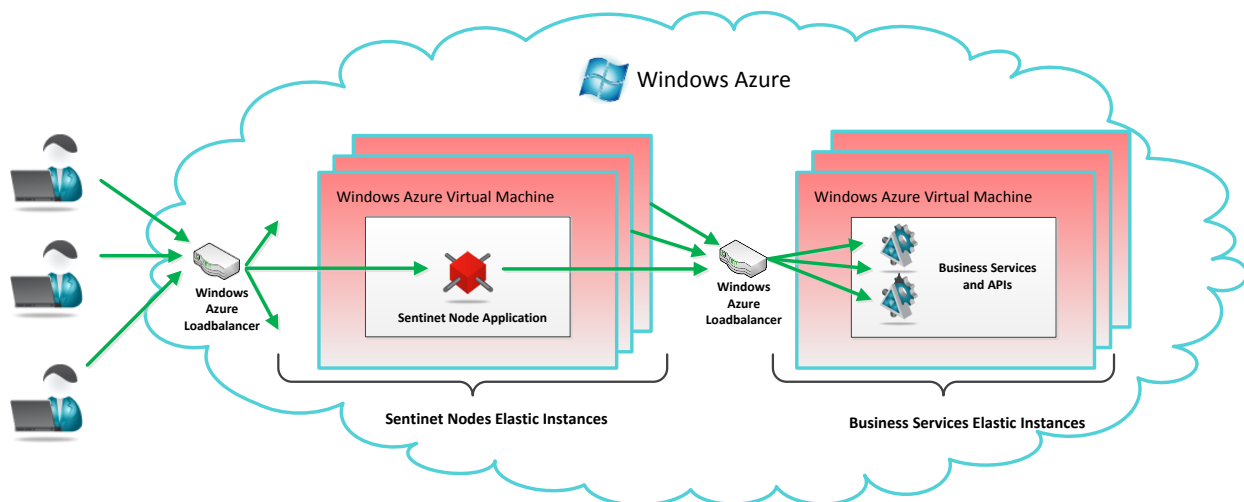 Windows Azure
Windows Azure Virtual Machine
Windows Azure Virtual Machine
Windows
Azure
Loadbalancer
Sentinet Node Application
Windows
Azure
Loadbalancer
Business Services
and APIs
Sentinet Nodes Elastic Instances
Business Services Elastic Instances